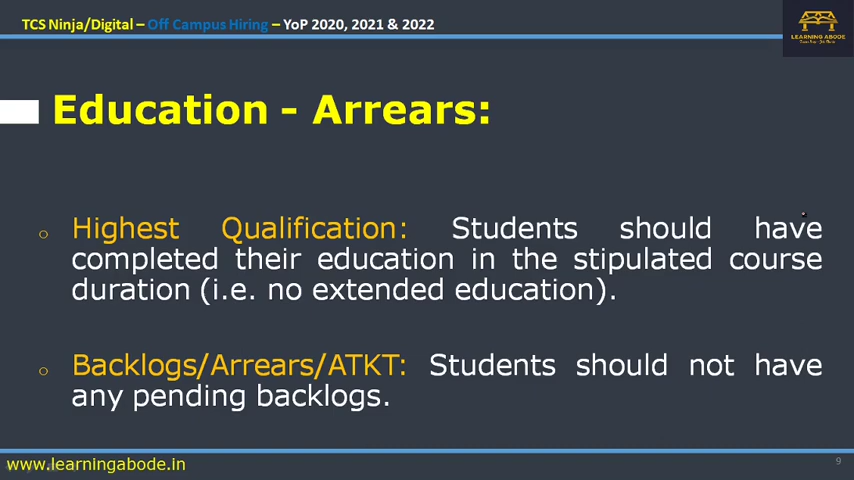 TCS Ninja/Digital – Off Campus Hiring – YoP 2020, 2021 & 2022
LEARNING ABODE
Education - Arrears:
o Highest Qualification: Students should have
completed their education in the stipulated course
duration (i.e. no extended education).
o Backlogs/Arrears/ATKT: Students should not have
any pending backlogs.
www.learningabode.in
9